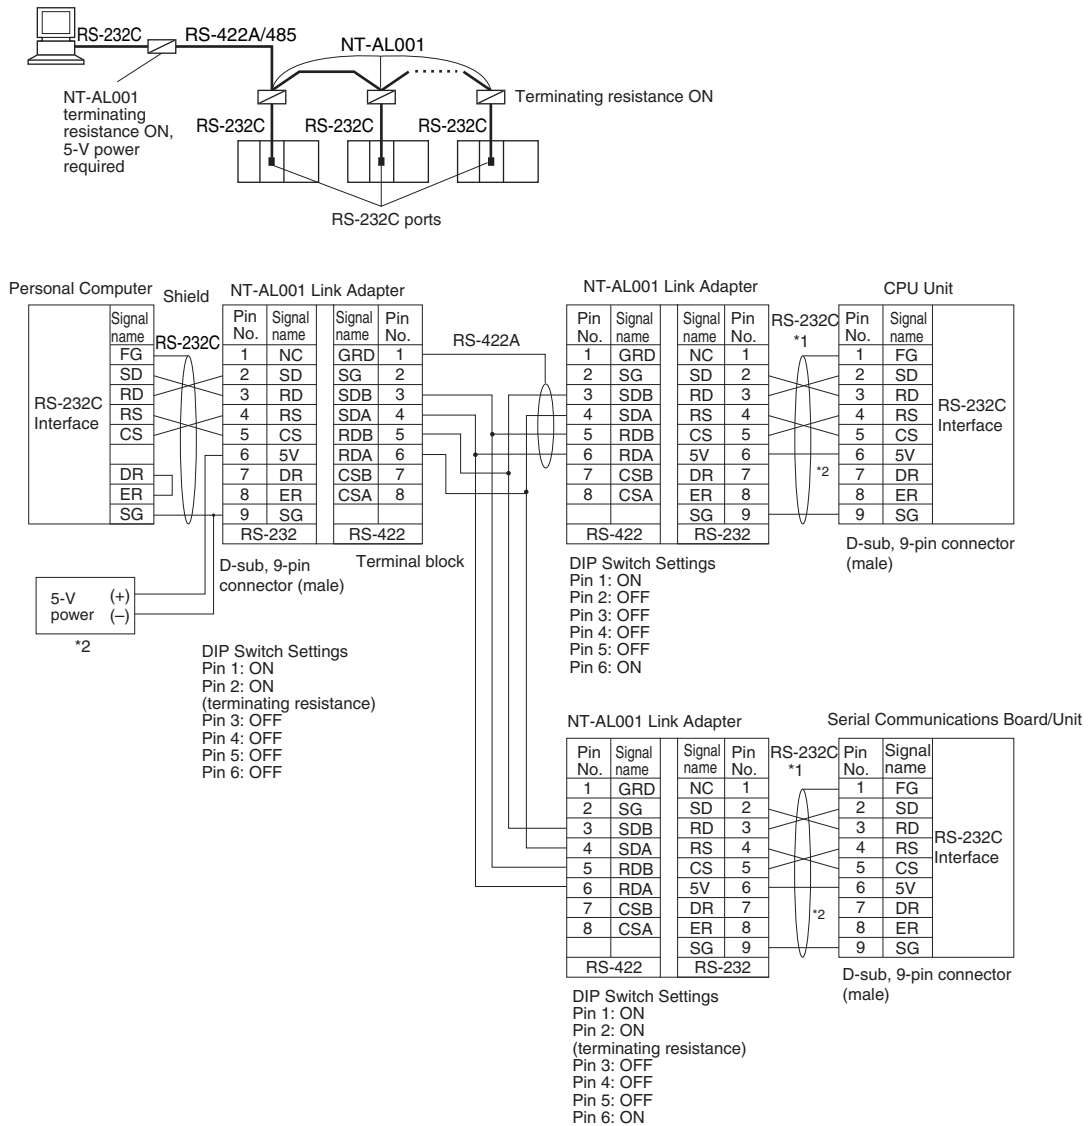 RS-232C RS-422A/485
NT-AL001
NT-AL001
terminating
resistance ON,
5-V power
required
Terminating resistance ON
RS-232C RS-232C RS-232C
RS-232C ports
Personal Computer
Shield
NT-AL001 Link Adapter
RS-232C
Interface
Signal
name
FG
SD
RD
RS
CS
DR
ER
SG
RS-232C
Pin
No.
Signal
name
1 NC
2 SD
3 RD
4 RS
5 CS
6 5V
7 DR
8 ER
9 SG
RS-232
Signal
name
Pin
No.
GRD 1
SG 2
SDB 3
SDA 4
RDB 5
RDA 6
CSB 7
CSA 8
RS-422
D-sub, 9-pin
connector (male)
Terminal block
5-V
power
(+)
(–)
*2
DIP Switch Settings
Pin 1: ON
Pin 2: ON
(terminating resistance)
Pin 3: OFF
Pin 4: OFF
Pin 5: OFF
Pin 6: OFF
RS-422A
NT-AL001 Link Adapter
CPU Unit
Pin
No.
Signal
name
1 GRD
2 SG
3 SDB
4 SDA
5 RDB
6 RDA
7 CSB
8 CSA
RS-422
Signal
name
Pin
No.
NC 1
SD 2
RD 3
RS 4
CS 5
5V 6
DR 7
ER 8
SG 9
RS-232
RS-232C
*1
*2
Pin
No.
Signal
name
1 FG
2 SD
3 RD
4 RS
5 CS
6 5V
7 DR
8 ER
9 SG
RS-232C
Interface
D-sub, 9-pin connector
(male)
DIP Switch Settings
Pin 1: ON
Pin 2: OFF
Pin 3: OFF
Pin 4: OFF
Pin 5: OFF
Pin 6: ON
NT-AL001 Link Adapter
Serial Communications Board/Unit
Pin
No.
Signal
name
1 GRD
2 SG
3 SDB
4 SDA
5 RDB
6 RDA
7 CSB
8 CSA
RS-422
Signal
name
Pin
No.
NC 1
SD 2
RD 3
RS 4
CS 5
5V 6
DR 7
ER 8
SG 9
RS-232
RS-232C
*1
*2
Pin
No.
Signal
name
1 FG
2 SD
3 RD
4 RS
5 CS
6 5V
7 DR
8 ER
9 SG
RS-232C
Interface
D-sub, 9-pin connector
(male)
DIP Switch Settings
Pin 1: ON
Pin 2: ON
(terminating resistance)
Pin 3: OFF
Pin 4: OFF
Pin 5: OFF
Pin 6: ON